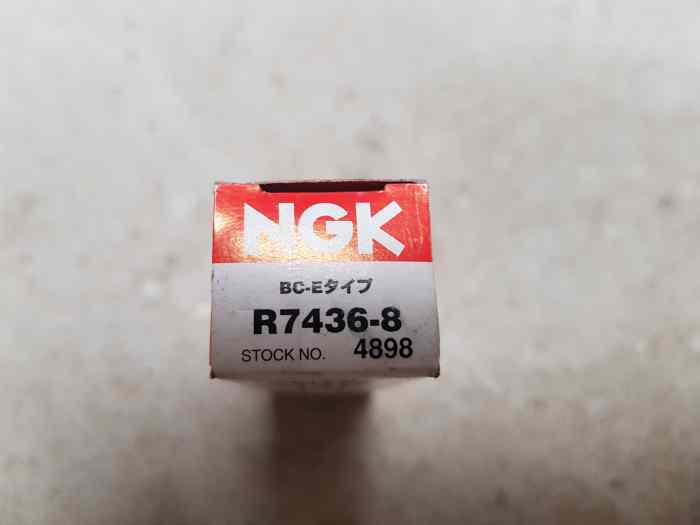 NGK
BC-Eタイプ
R7436-8
STOCK NO. 4898